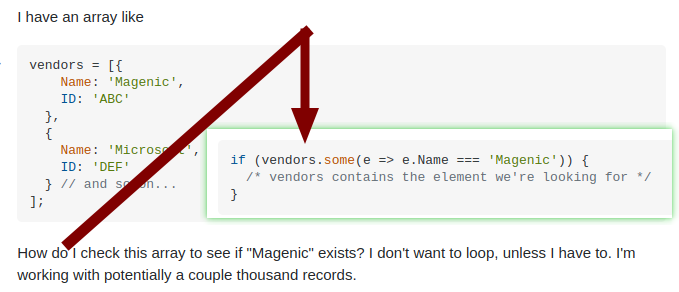 I have an array like
vendors = [{
Name: 'Magenic',
ID: 'ABC'
},
{
Name: 'Microsoft',
ID: 'DEF'
} // and so on...
];
if (vendors.some(e => e.Name === 'Magenic')) {
/* vendors contains the element we're looking for */
}
How do I check this array to see if "Magenic" exists? I don't want to loop, unless I have to. I'm
working with potentially a couple thousand records.